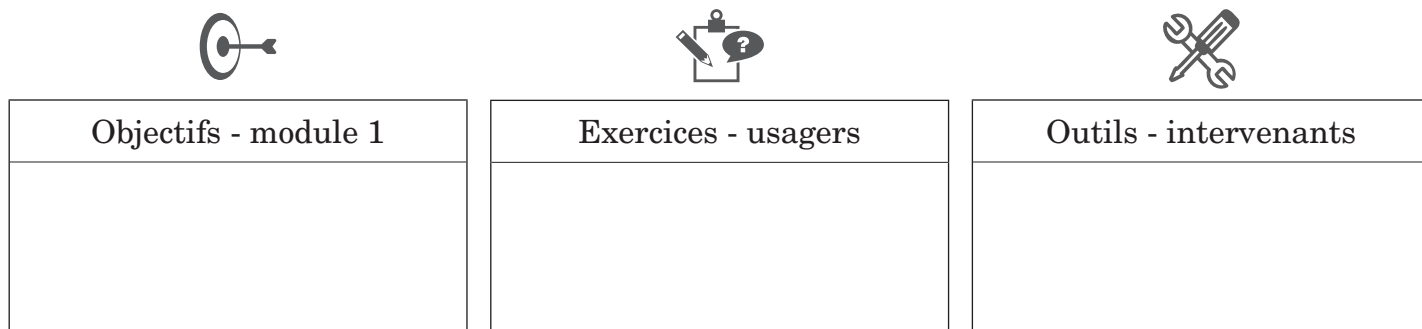 ?
Objectifs - module 1
Exercices - usagers
Outils - intervenants